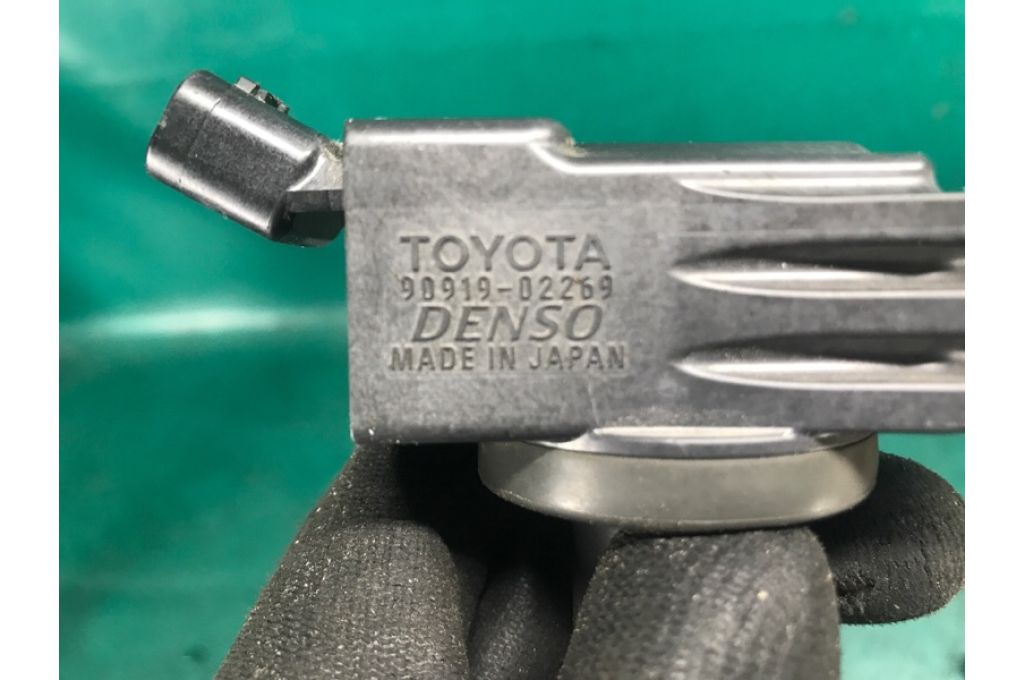 TOYOTA
90919-02269
DENSO
MADE IN JAPAN